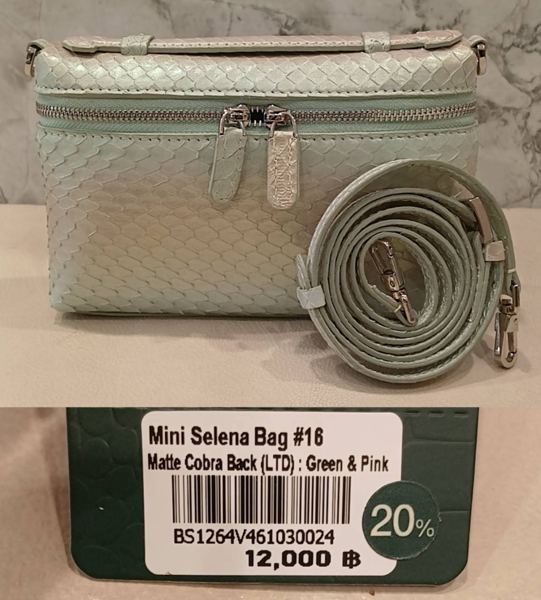 Mini Selena Bag #16
Matte Cobra Back (LTD) : Green & Pink
BS1264V461030024
12,000 ฿
20%